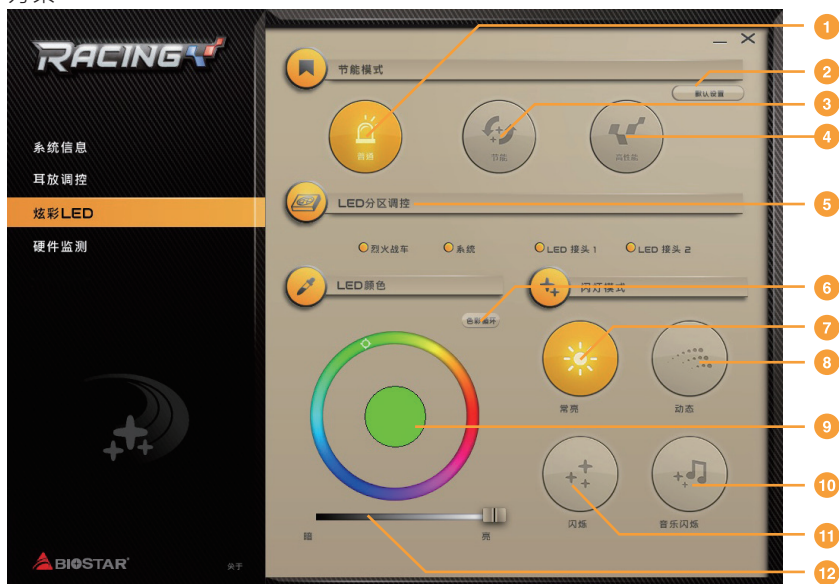 RACING
系统信息
耳放调控
炫彩LED
硬件监测
BIOSTAR
关于
节能模式
默认设置
普通
节能
高性能
LED分区调控
烈火战车 系统 LED 接头 1 LED 接头 2
LED颜色
闪灯模式
色彩循环
常亮
动态
闪烁
音乐闪烁
暗
亮
1
2
3
4
5
6
7
8
9
10
11
12